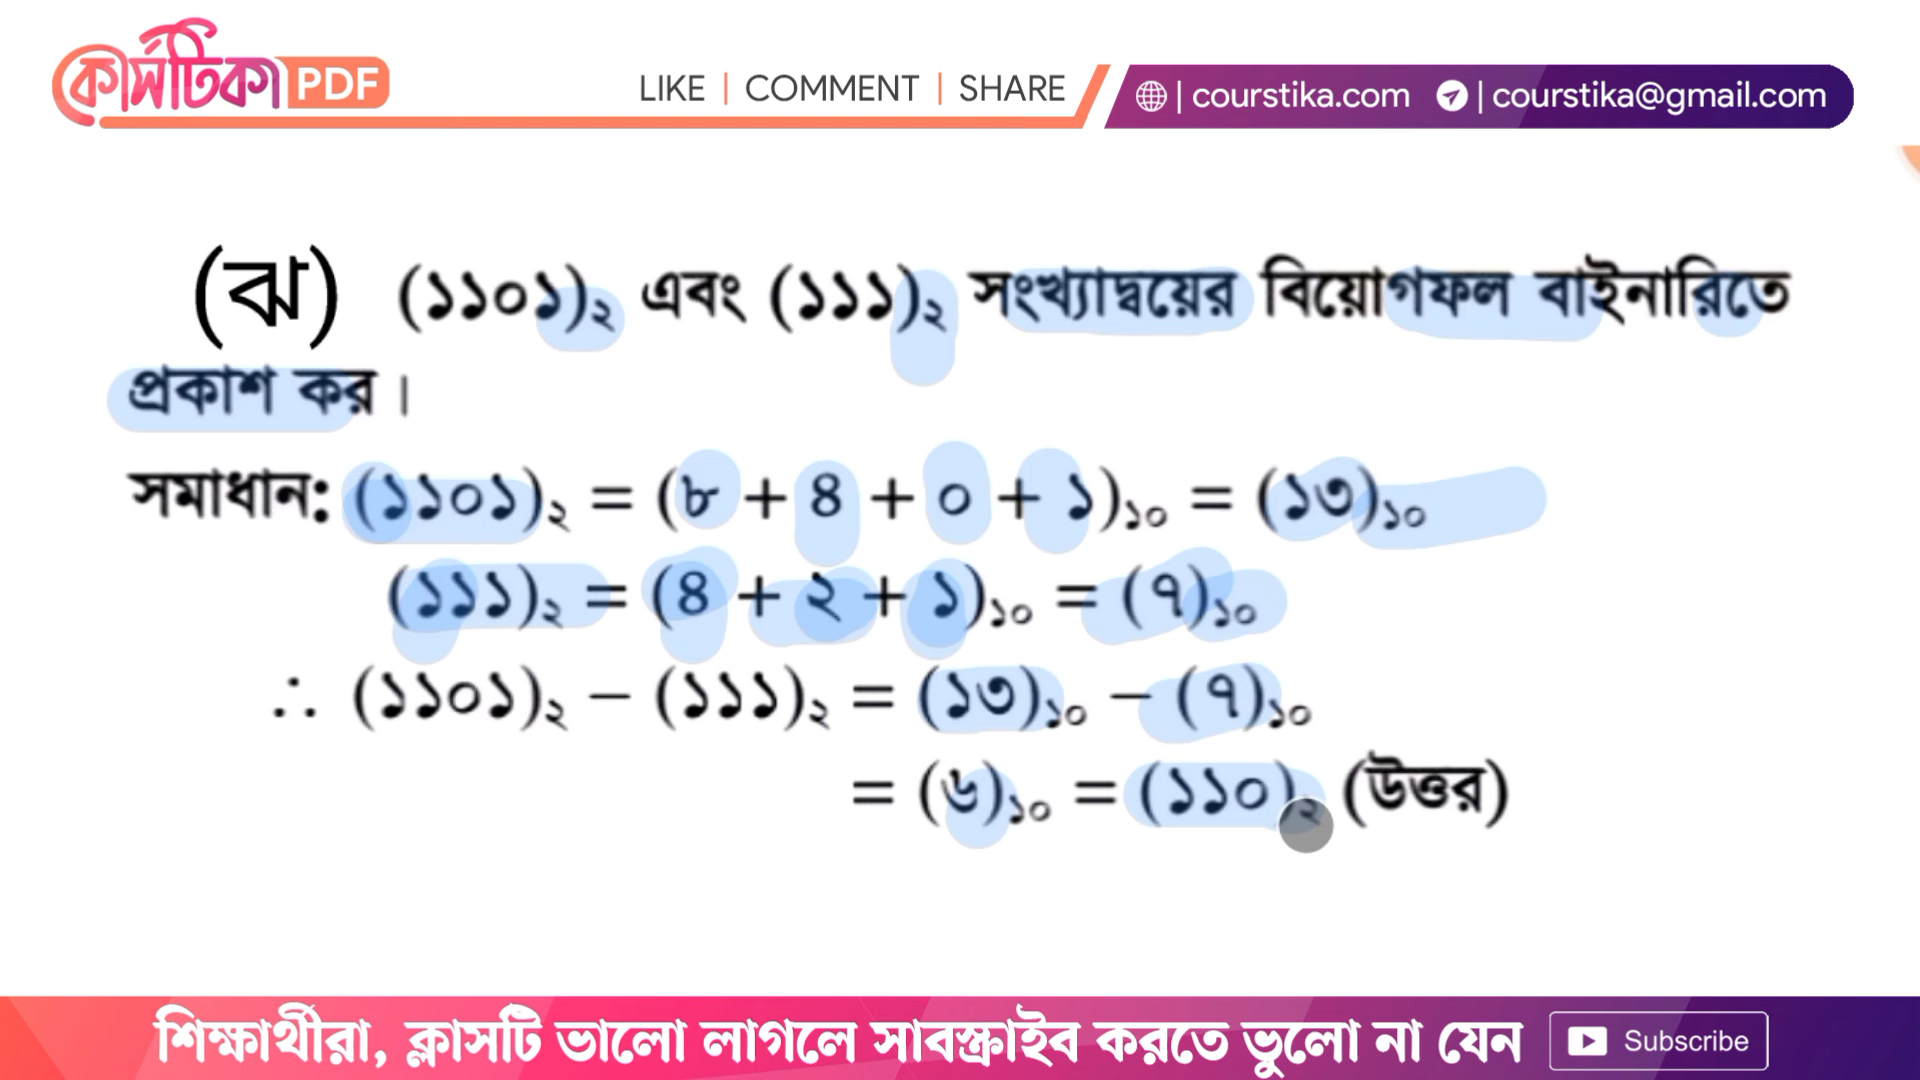 কোর্সটিকা PDF
LIKE | COMMENT | SHARE
| courstika.com | courstika@gmail.com
(ঝ) (১১০১)₂ এবং (১১১)₂ সংখ্যাদ্বয়ের বিয়োগফল বাইনারিতে
প্রকাশ কর।
সমাধান: (১১০১)₂ = (৮ + ৪ + ০ + ১)₁₀ = (১৩)₁₀
(১১১)₂ = (৪ + ২ + ১)₁₀ = (৭)₁₀
∴ (১১০১)₂ − (১১১)₂ = (১৩)₁₀ − (৭)₁₀
= (৬)₁₀ = (১১০)₂ (উত্তর)
শিক্ষার্থীরা, ক্লাসটি ভালো লাগলে সাবস্ক্রাইব করতে ভুলো না যেন
Subscribe